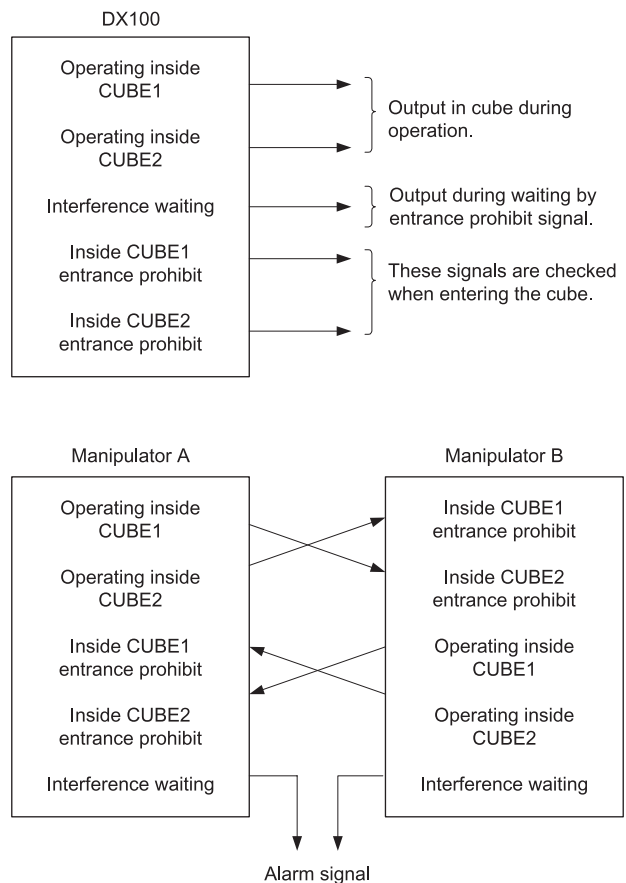 DX100
Operating inside
CUBE1
Operating inside
CUBE2
Interference waiting
Inside CUBE1
entrance prohibit
Inside CUBE2
entrance prohibit
Output in cube during
operation.
Output during waiting by
entrance prohibit signal.
These signals are checked
when entering the cube.
Manipulator A
Operating inside
CUBE1
Operating inside
CUBE2
Inside CUBE1
entrance prohibit
Inside CUBE2
entrance prohibit
Interference waiting
Manipulator B
Inside CUBE1
entrance prohibit
Inside CUBE2
entrance prohibit
Operating inside
CUBE1
Operating inside
CUBE2
Interference waiting
Alarm signal